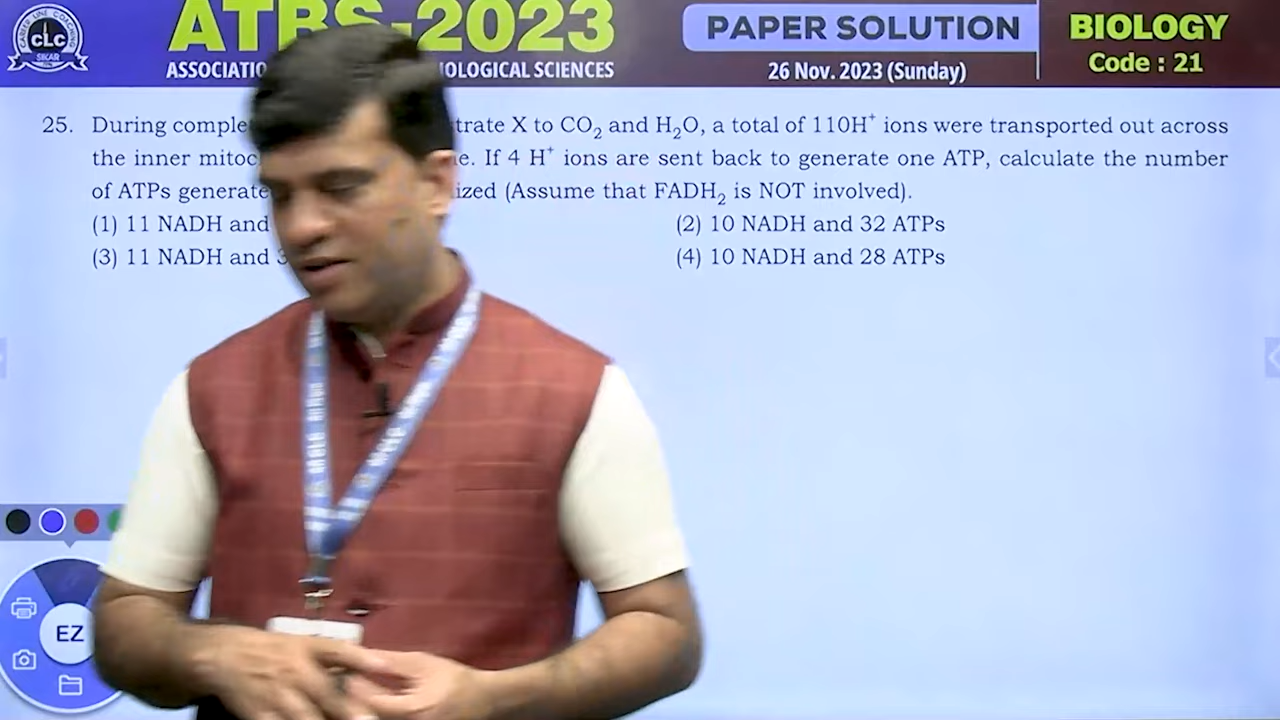 CLC
SIKAR
ATBS-2023
ASSOCIATIO OLOGICAL SCIENCES
PAPER SOLUTION
26 Nov. 2023 (Sunday)
BIOLOGY
Code : 21
25. During comple trate X to CO₂ and H₂O, a total of 110H⁺ ions were transported out across
the inner mitoc e. If 4 H⁺ ions are sent back to generate one ATP, calculate the number
of ATPs generate ized (Assume that FADH₂ is NOT involved).
(1) 11 NADH and (2) 10 NADH and 32 ATPs
(3) 11 NADH and 3 (4) 10 NADH and 28 ATPs
EZ